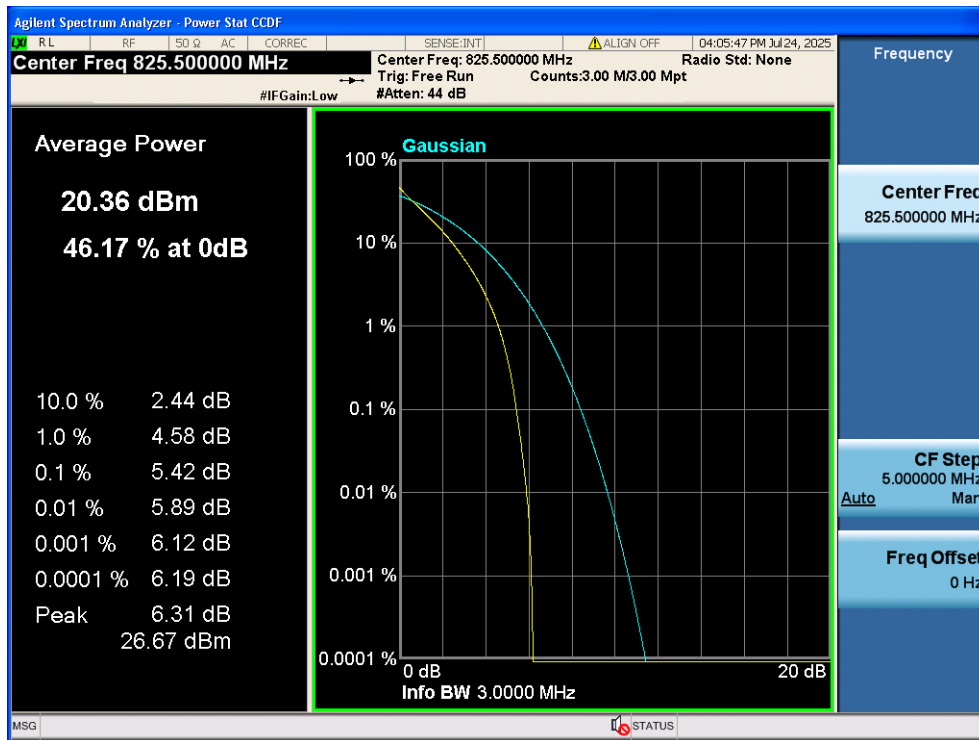 Agilent Spectrum Analyzer - Power Stat CCDF
LXI RL RF 50 Ω AC CORREC SENSE:INT ALIGN OFF 04:05:47 PM Jul 24, 2025
Center Freq 825.500000 MHz
#IFGain:Low
Center Freq: 825.500000 MHz Radio Std: None
Trig: Free Run Counts:3.00 M/3.00 Mpt
#Atten: 44 dB
Average Power
20.36 dBm
46.17 % at 0dB
10.0 % 2.44 dB
1.0 % 4.58 dB
0.1 % 5.42 dB
0.01 % 5.89 dB
0.001 % 6.12 dB
0.0001 % 6.19 dB
Peak 6.31 dB
26.67 dBm
Gaussian
100 %
10 %
1 %
0.1 %
0.01 %
0.001 %
0.0001 %
0 dB 20 dB
Info BW 3.0000 MHz
Frequency
Center Freq
825.500000 MHz
CF Step
5.000000 MHz
Auto Man
Freq Offset
0 Hz
MSG STATUS